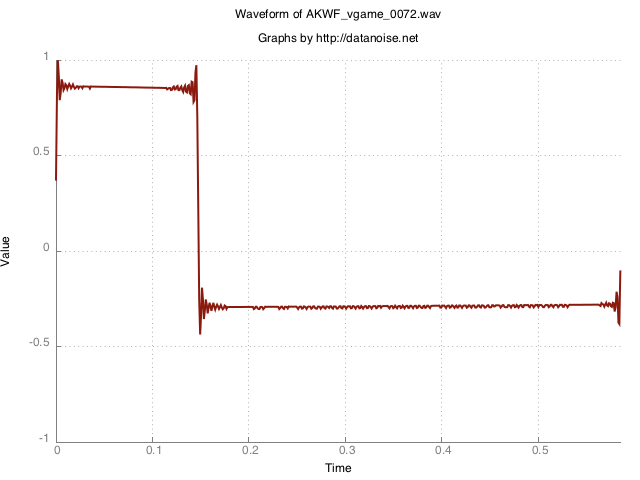 Waveform of AKWF_vgame_0072.wav
Graphs by http://datanoise.net
1
0.5
0
-0.5
-1
Value
0 0.1 0.2 0.3 0.4 0.5
Time